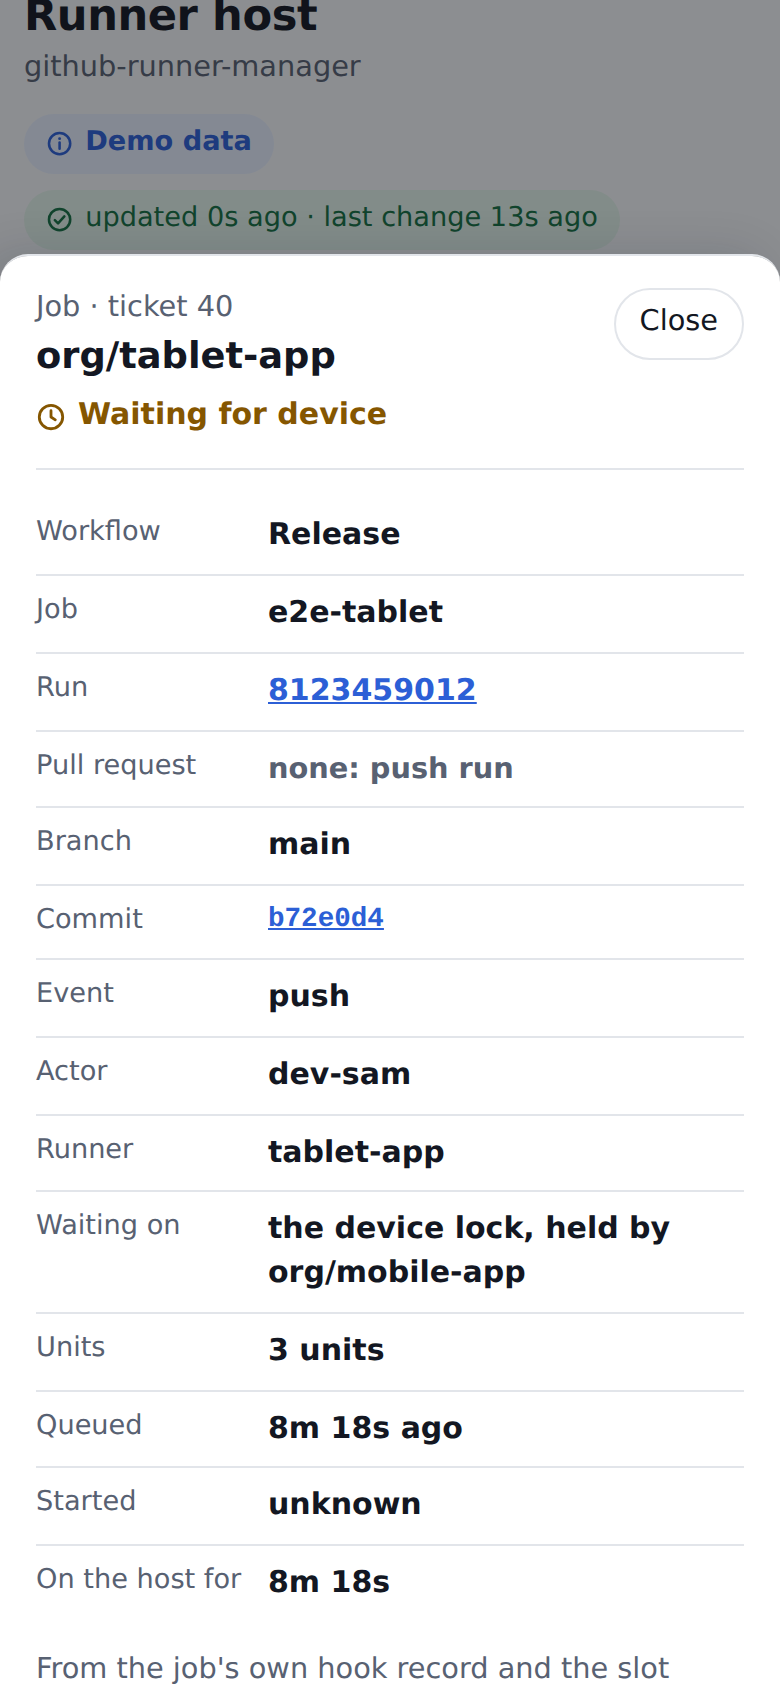 Runner host
github-runner-manager
Demo data
updated 0s ago · last change 13s ago
Job · ticket 40
Close
org/tablet-app
Waiting for device
Workflow Release
Job e2e-tablet
Run 8123459012
Pull request none: push run
Branch main
Commit b72e0d4
Event push
Actor dev-sam
Runner tablet-app
Waiting on the device lock, held by
org/mobile-app
Units 3 units
Queued 8m 18s ago
Started unknown
On the host for 8m 18s
From the job's own hook record and the slot